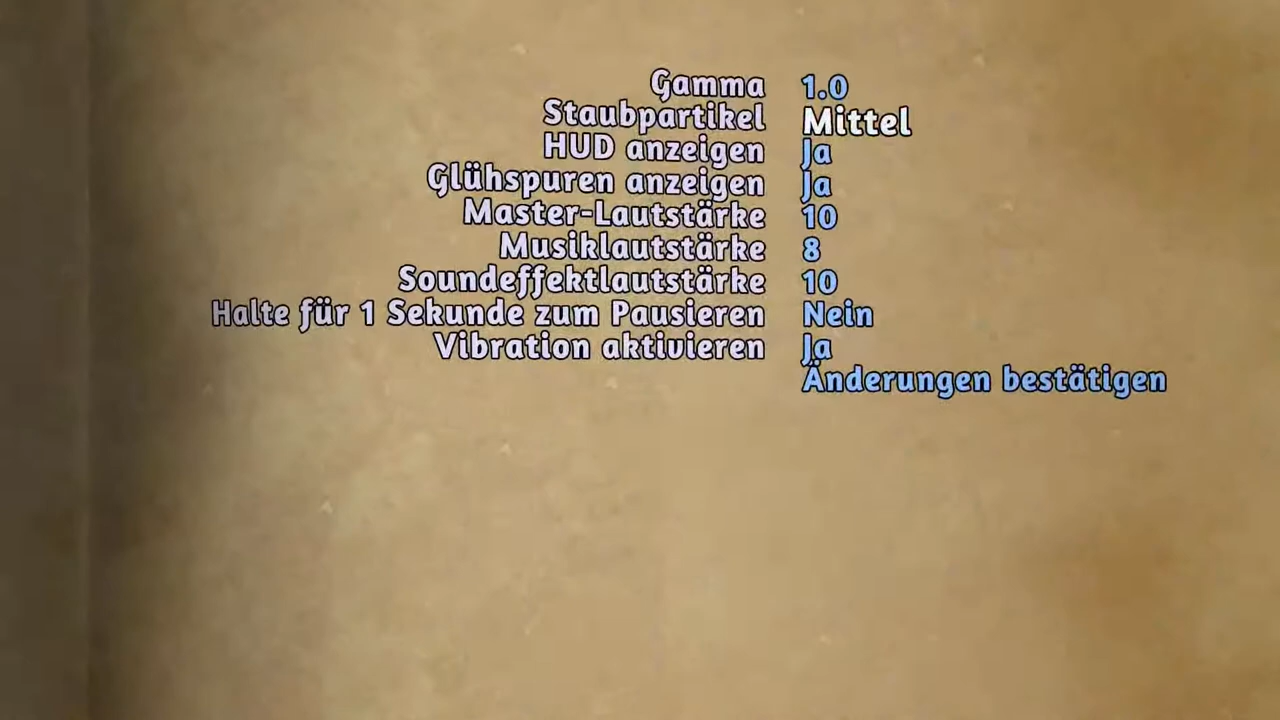 Gamma 1.0
Staubpartikel Mittel
HUD anzeigen Ja
Glühspuren anzeigen Ja
Master-Lautstärke 10
Musiklautstärke 8
Soundeffektlautstärke 10
Halte für 1 Sekunde zum Pausieren Nein
Vibration aktivieren Ja
Änderungen bestätigen